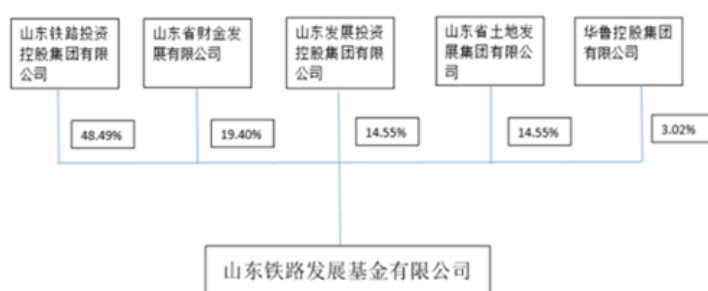 山东铁路投资
控股集团有限
公司
山东省财金发
展有限公司
山东发展投资
控股集团有限
公司
山东省土地发
展集团有限公
司
华鲁控股集团
有限公司
48.49%
19.40%
14.55%
14.55%
3.02%
山东铁路发展基金有限公司